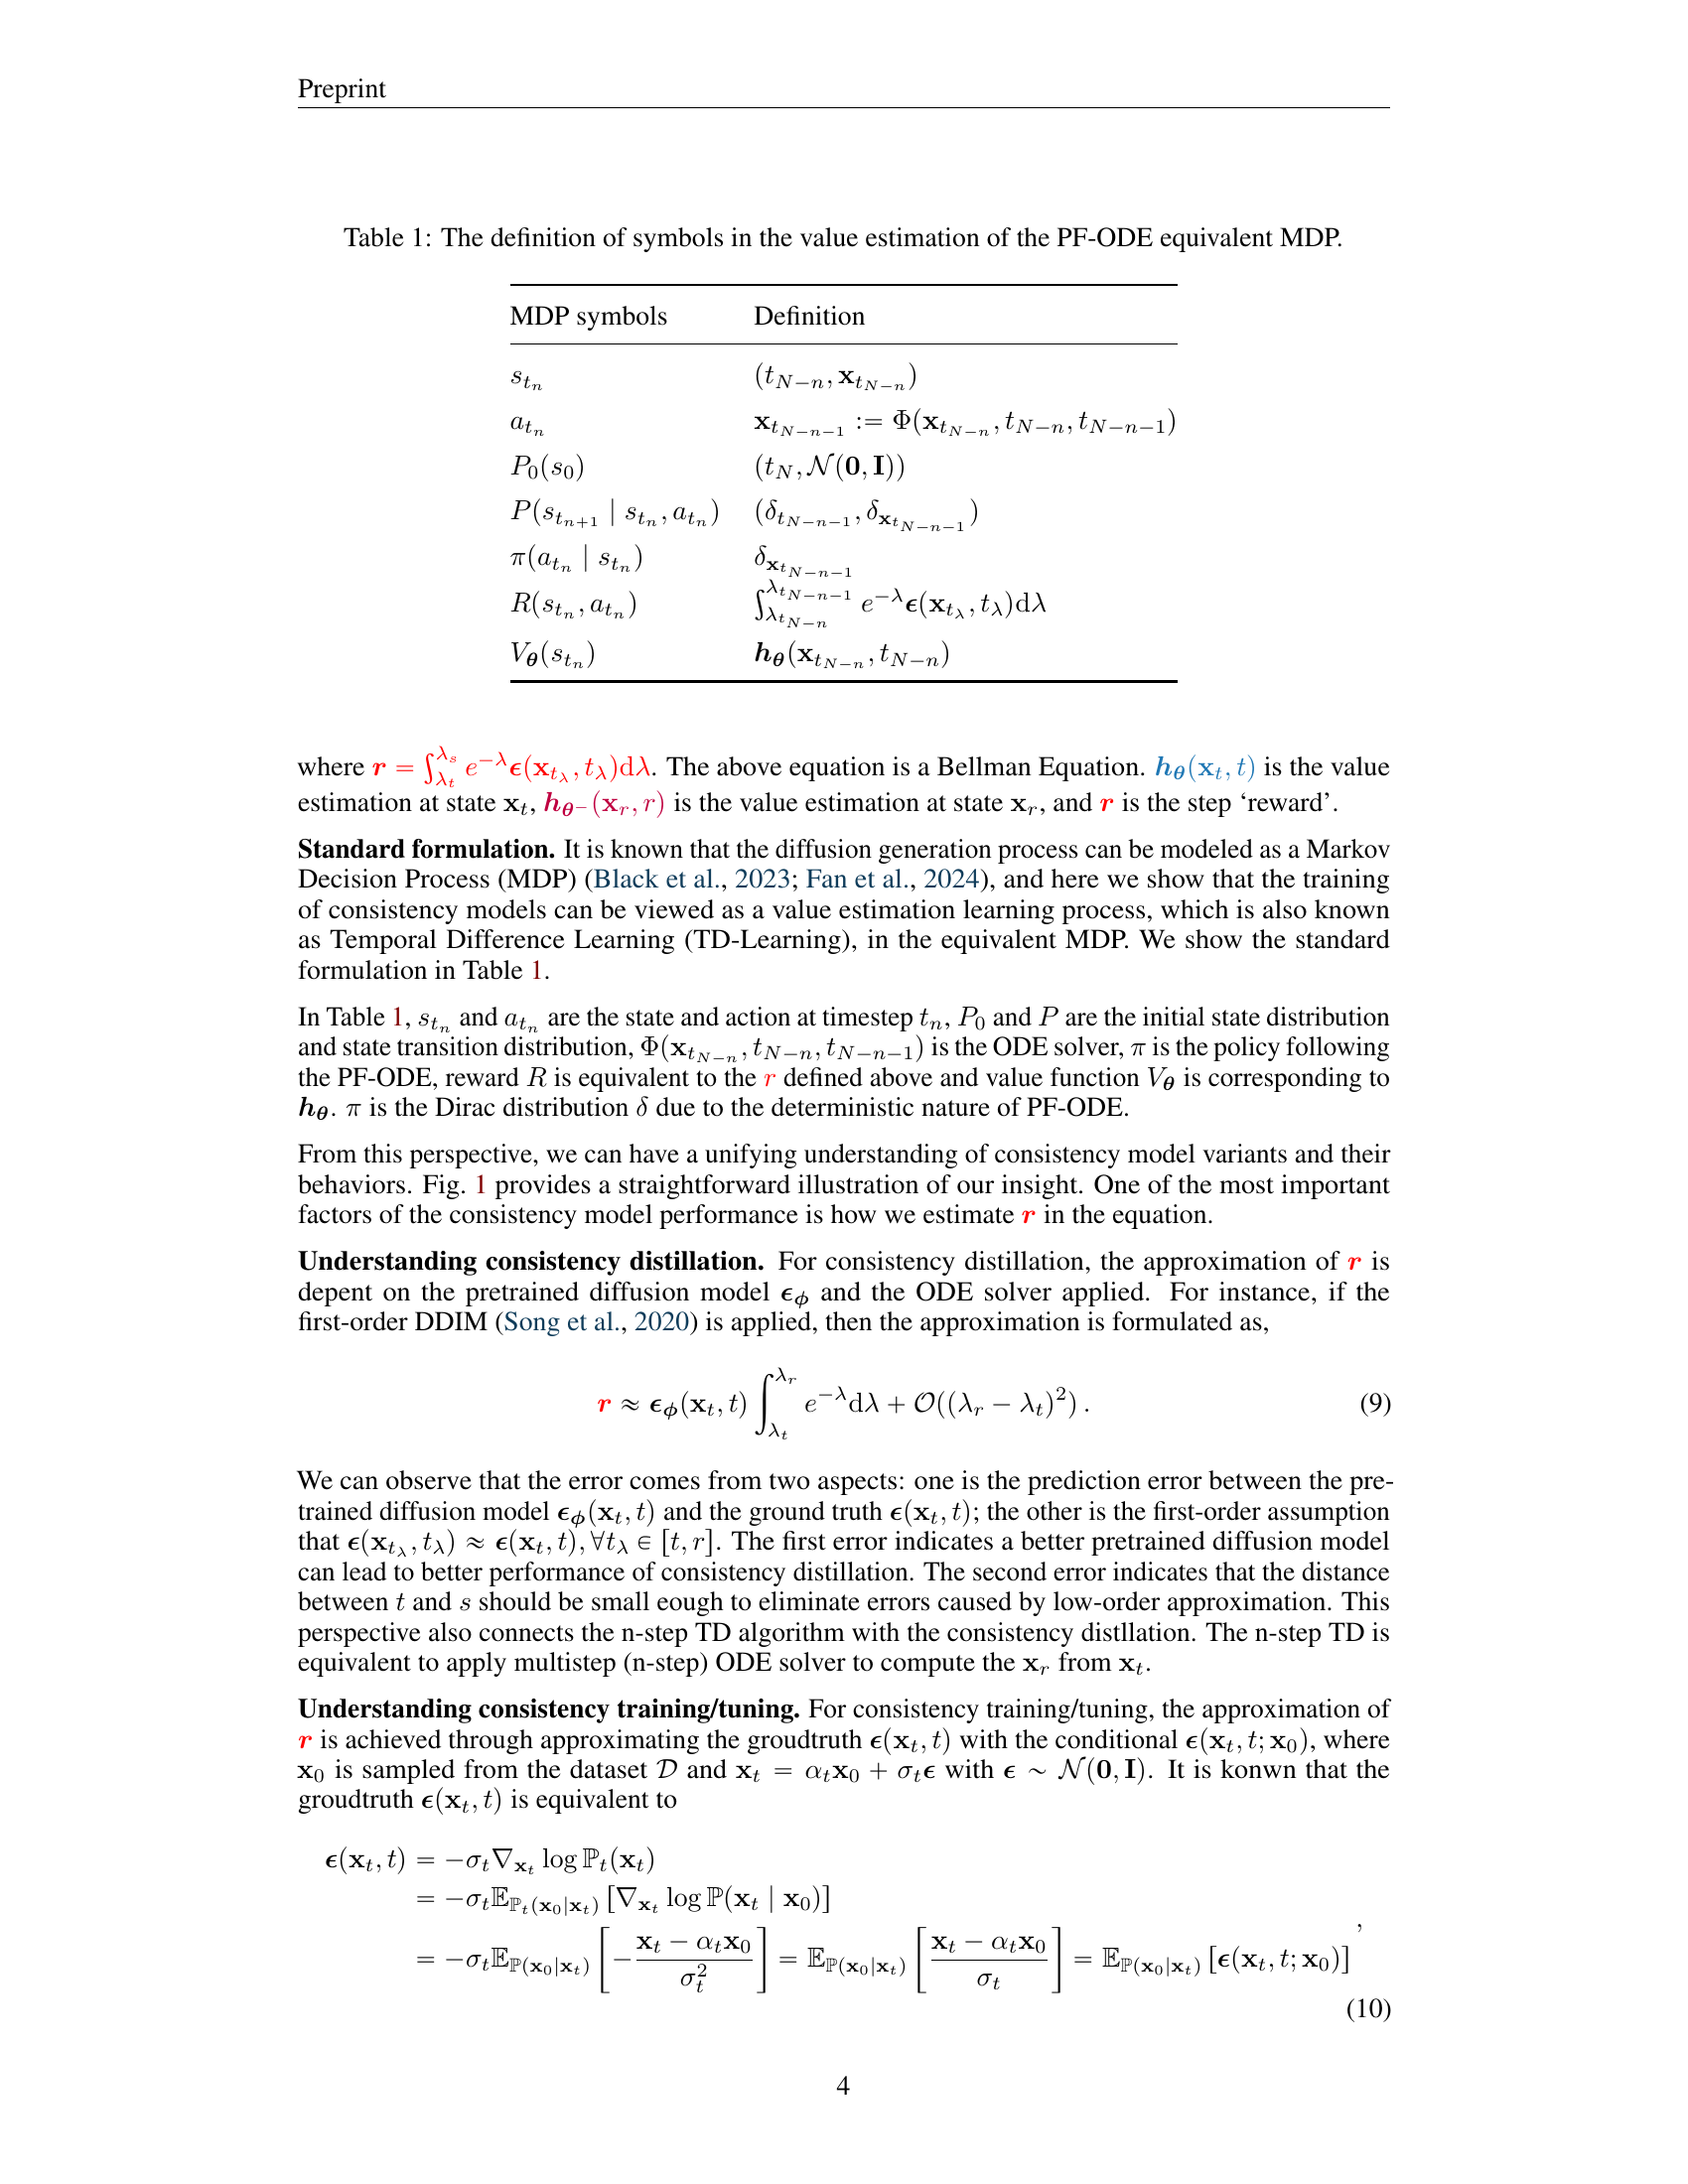 Preprint
Table 1: The definition of symbols in the value estimation of the PF-ODE equivalent MDP.
MDP symbols Definition
$s_{t_n}$ $(t_{N-n}, \mathbf{x}_{t_{N-n}})$
$a_{t_n}$ $\mathbf{x}_{t_{N-n-1}} := \Phi(\mathbf{x}_{t_{N-n}}, t_{N-n}, t_{N-n-1})$
$P_0(s_0)$ $(t_N, \mathcal{N}(\mathbf{0}, \mathbf{I}))$
$P(s_{t_{n+1}} \mid s_{t_n}, a_{t_n})$ $(\delta_{t_{N-n-1}}, \delta_{\mathbf{x}_{t_{N-n-1}}})$
$\pi(a_{t_n} \mid s_{t_n})$ $\delta_{\mathbf{x}_{t_{N-n-1}}}$
$R(s_{t_n}, a_{t_n})$ $\int_{\lambda_{t_{N-n}}}^{\lambda_{t_{N-n-1}}} e^{-\lambda} \boldsymbol{\epsilon}(\mathbf{x}_{t_\lambda}, t_\lambda) \mathrm{d}\lambda$
$V_{\boldsymbol{\theta}}(s_{t_n})$ $\boldsymbol{h}_{\boldsymbol{\theta}}(\mathbf{x}_{t_{N-n}}, t_{N-n})$
where $\boldsymbol{r} = \int_{\lambda_t}^{\lambda_s} e^{-\lambda} \boldsymbol{\epsilon}(\mathbf{x}_{t_\lambda}, t_\lambda) \mathrm{d}\lambda$. The above equation is a Bellman Equation. $\boldsymbol{h}_{\boldsymbol{\theta}}(\mathbf{x}_t, t)$ is the value
estimation at state $\mathbf{x}_t$, $\boldsymbol{h}_{\boldsymbol{\theta}^-}(\mathbf{x}_r, r)$ is the value estimation at state $\mathbf{x}_r$, and $\boldsymbol{r}$ is the step ‘reward’.
Standard formulation. It is known that the diffusion generation process can be modeled as a Markov
Decision Process (MDP) (Black et al., 2023; Fan et al., 2024), and here we show that the training
of consistency models can be viewed as a value estimation learning process, which is also known
as Temporal Difference Learning (TD-Learning), in the equivalent MDP. We show the standard
formulation in Table 1.
In Table 1, $s_{t_n}$ and $a_{t_n}$ are the state and action at timestep $t_n$, $P_0$ and $P$ are the initial state distribution
and state transition distribution, $\Phi(\mathbf{x}_{t_{N-n}}, t_{N-n}, t_{N-n-1})$ is the ODE solver, $\pi$ is the policy following
the PF-ODE, reward $R$ is equivalent to the $r$ defined above and value function $V_{\boldsymbol{\theta}}$ is corresponding to
$\boldsymbol{h}_{\boldsymbol{\theta}}$. $\pi$ is the Dirac distribution $\delta$ due to the deterministic nature of PF-ODE.
From this perspective, we can have a unifying understanding of consistency model variants and their
behaviors. Fig. 1 provides a straightforward illustration of our insight. One of the most important
factors of the consistency model performance is how we estimate $\boldsymbol{r}$ in the equation.
Understanding consistency distillation. For consistency distillation, the approximation of $\boldsymbol{r}$ is
depent on the pretrained diffusion model $\boldsymbol{\epsilon}_{\boldsymbol{\phi}}$ and the ODE solver applied. For instance, if the
first-order DDIM (Song et al., 2020) is applied, then the approximation is formulated as,
$\boldsymbol{r} \approx \boldsymbol{\epsilon}_{\boldsymbol{\phi}}(\mathbf{x}_t, t) \int_{\lambda_t}^{\lambda_r} e^{-\lambda} \mathrm{d}\lambda + \mathcal{O}((\lambda_r - \lambda_t)^2)\,.$ (9)
We can observe that the error comes from two aspects: one is the prediction error between the pre-
trained diffusion model $\boldsymbol{\epsilon}_{\boldsymbol{\phi}}(\mathbf{x}_t, t)$ and the ground truth $\boldsymbol{\epsilon}(\mathbf{x}_t, t)$; the other is the first-order assumption
that $\boldsymbol{\epsilon}(\mathbf{x}_{t_\lambda}, t_\lambda) \approx \boldsymbol{\epsilon}(\mathbf{x}_t, t), \forall t_\lambda \in [t, r]$. The first error indicates a better pretrained diffusion model
can lead to better performance of consistency distillation. The second error indicates that the distance
between $t$ and $s$ should be small eough to eliminate errors caused by low-order approximation. This
perspective also connects the n-step TD algorithm with the consistency distllation. The n-step TD is
equivalent to apply multistep (n-step) ODE solver to compute the $\mathbf{x}_r$ from $\mathbf{x}_t$.
Understanding consistency training/tuning. For consistency training/tuning, the approximation of
$\boldsymbol{r}$ is achieved through approximating the groudtruth $\boldsymbol{\epsilon}(\mathbf{x}_t, t)$ with the conditional $\boldsymbol{\epsilon}(\mathbf{x}_t, t; \mathbf{x}_0)$, where
$\mathbf{x}_0$ is sampled from the dataset $\mathcal{D}$ and $\mathbf{x}_t = \alpha_t \mathbf{x}_0 + \sigma_t \boldsymbol{\epsilon}$ with $\boldsymbol{\epsilon} \sim \mathcal{N}(\mathbf{0}, \mathbf{I})$. It is konwn that the
groudtruth $\boldsymbol{\epsilon}(\mathbf{x}_t, t)$ is equivalent to
$\boldsymbol{\epsilon}(\mathbf{x}_t, t) = -\sigma_t \nabla_{\mathbf{x}_t} \log \mathbb{P}_t(\mathbf{x}_t)$
$= -\sigma_t \mathbb{E}_{\mathbb{P}_t(\mathbf{x}_0|\mathbf{x}_t)} \left[ \nabla_{\mathbf{x}_t} \log \mathbb{P}(\mathbf{x}_t \mid \mathbf{x}_0) \right]$
$= -\sigma_t \mathbb{E}_{\mathbb{P}(\mathbf{x}_0|\mathbf{x}_t)} \left[ -\frac{\mathbf{x}_t - \alpha_t \mathbf{x}_0}{\sigma_t^2} \right] = \mathbb{E}_{\mathbb{P}(\mathbf{x}_0|\mathbf{x}_t)} \left[ \frac{\mathbf{x}_t - \alpha_t \mathbf{x}_0}{\sigma_t} \right] = \mathbb{E}_{\mathbb{P}(\mathbf{x}_0|\mathbf{x}_t)} \left[ \boldsymbol{\epsilon}(\mathbf{x}_t, t; \mathbf{x}_0) \right]$ ,
(10)
4